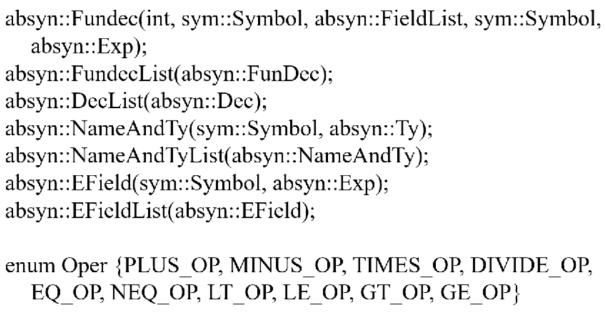 absyn::Fundec(int, sym::Symbol, absyn::FieldList, sym::Symbol,
absyn::Exp);
absyn::FundecList(absyn::FunDec);
absyn::DecList(absyn::Dec);
absyn::NameAndTy(sym::Symbol, absyn::Ty);
absyn::NameAndTyList(absyn::NameAndTy);
absyn::EField(sym::Symbol, absyn::Exp);
absyn::EFieldList(absyn::EField);
enum Oper {PLUS_OP, MINUS_OP, TIMES_OP, DIVIDE_OP,
EQ_OP, NEQ_OP, LT_OP, LE_OP, GT_OP, GE_OP}